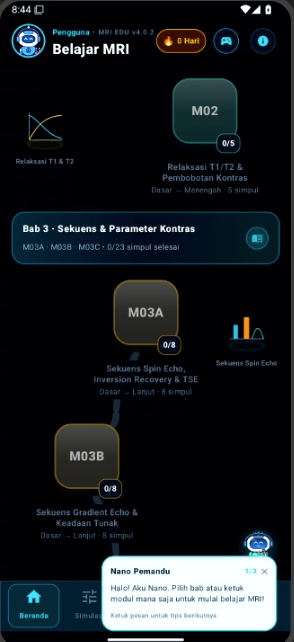 8:44
Pengguna · MRI EDU v4.0.2
Belajar MRI
0 Hari
M02
0/5
Relaksasi T1 & T2
Relaksasi T1/T2 &
Pembobotan Kontras
Dasar → Menengah · 5 simpul
Bab 3 · Sekuens & Parameter Kontras
M03A · M03B · M03C • 0/23 simpul selesai
M03A
0/8
Sekuens Spin Echo
Sekuens Spin Echo,
Inversion Recovery & TSE
Dasar → Lanjut · 8 simpul
M03B
0/8
Sekuens Gradient Echo &
Keadaan Tunak
Dasar → Lanjut · 8 simpul
Nano Pemandu
1/3
Halo! Aku Nano. Pilih bab atau ketuk
modul mana saja untuk mulai belajar MRI!
Ketuk pesan untuk tips berikutnya
Beranda